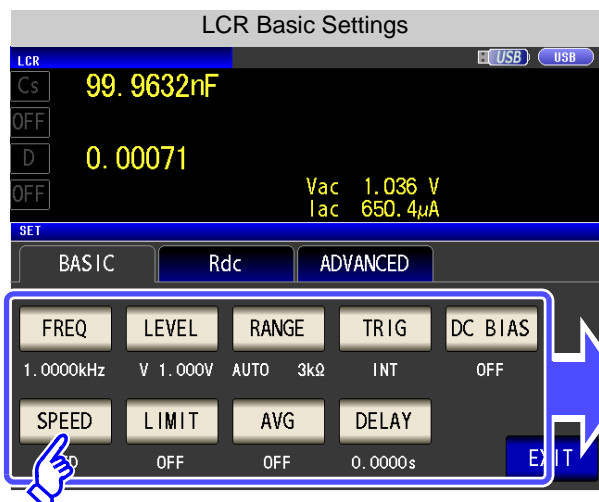 LCR Basic Settings
LCR USB USB
Cs 99.9632nF
OFF
D 0.00071
OFF
Vac 1.036 V
Iac 650.4μA
SET
BASIC Rdc ADVANCED
FREQ LEVEL RANGE TRIG DC BIAS
1.0000kHz V 1.000V AUTO 3kΩ INT OFF
SPEED LIMIT AVG DELAY
OFF OFF 0.0000s
EXIT